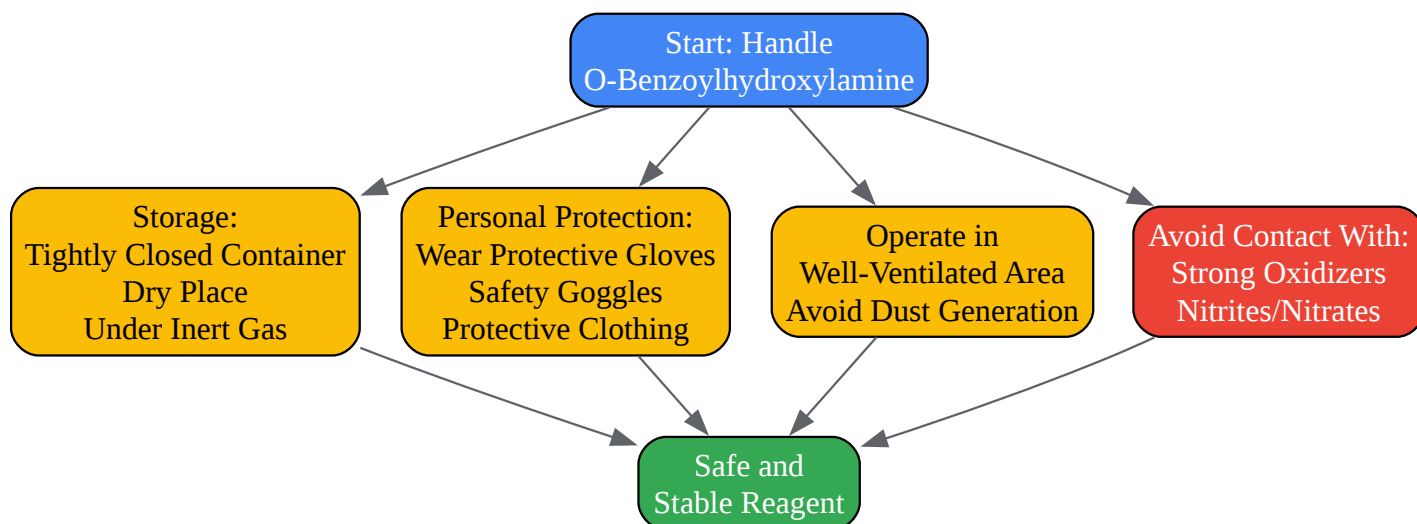 Start: Handle
O-Benzoylhydroxylamine
Storage:
Tightly Closed Container
Dry Place
Under Inert Gas
Personal Protection:
Wear Protective Gloves
Safety Goggles
Protective Clothing
Operate in
Well-Ventilated Area
Avoid Dust Generation
Avoid Contact With:
Strong Oxidizers
Nitrites/Nitrates
Safe and
Stable Reagent